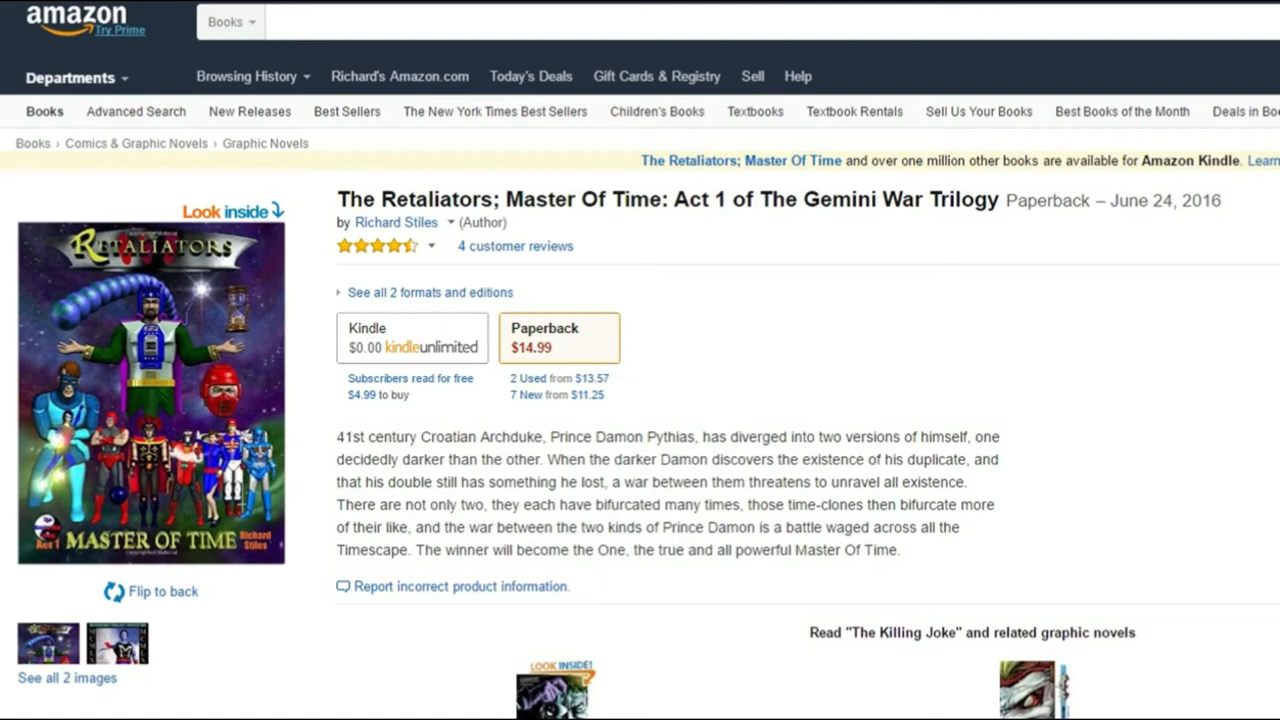 amazon
Try Prime
Books
Departments
Browsing History
Richard's Amazon.com
Today's Deals
Gift Cards & Registry
Sell
Help
Books
Advanced Search
New Releases
Best Sellers
The New York Times Best Sellers
Children's Books
Textbooks
Textbook Rentals
Sell Us Your Books
Best Books of the Month
Deals in Boo
Books › Comics & Graphic Novels › Graphic Novels
The Retaliators; Master Of Time and over one million other books are available for Amazon Kindle. Learn
Look inside
RETALIATORS
Act 1
MASTER OF TIME
Richard
Stiles
Flip to back
See all 2 images
The Retaliators; Master Of Time: Act 1 of The Gemini War Trilogy Paperback – June 24, 2016
by Richard Stiles (Author)
4 customer reviews
See all 2 formats and editions
Kindle
$0.00 kindleunlimited
Subscribers read for free
$4.99 to buy
Paperback
$14.99
2 Used from $13.57
7 New from $11.25
41st century Croatian Archduke, Prince Damon Pythias, has diverged into two versions of himself, one
decidedly darker than the other. When the darker Damon discovers the existence of his duplicate, and
that his double still has something he lost, a war between them threatens to unravel all existence.
There are not only two, they each have bifurcated many times, those time-clones then bifurcate more
of their like, and the war between the two kinds of Prince Damon is a battle waged across all the
Timescape. The winner will become the One, the true and all powerful Master Of Time.
Report incorrect product information.
Read "The Killing Joke" and related graphic novels
LOOK INSIDE!